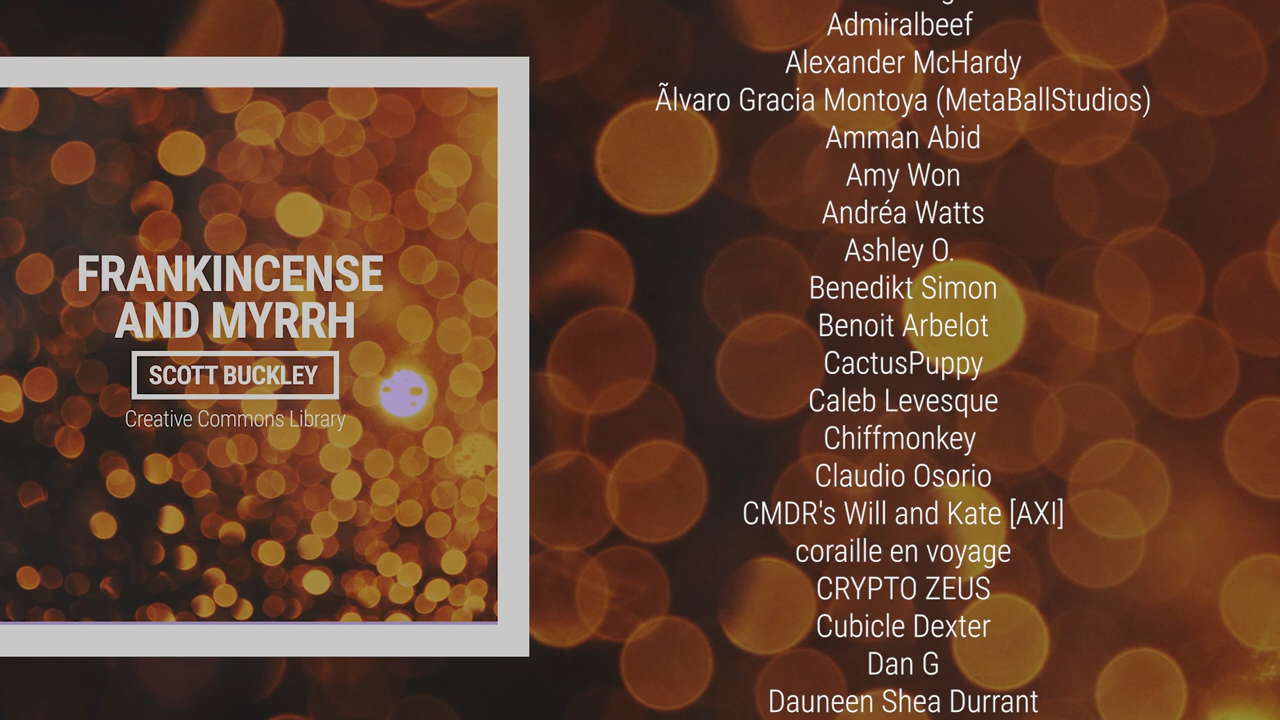 FRANKINCENSE
AND MYRRH
SCOTT BUCKLEY
Creative Commons Library
Admiralbeef
Alexander McHardy
Ãlvaro Gracia Montoya (MetaBallStudios)
Amman Abid
Amy Won
Andréa Watts
Ashley O.
Benedikt Simon
Benoit Arbelot
CactusPuppy
Caleb Levesque
Chiffmonkey
Claudio Osorio
CMDR's Will and Kate [AXI]
coraille en voyage
CRYPTO ZEUS
Cubicle Dexter
Dan G
Dauneen Shea Durrant